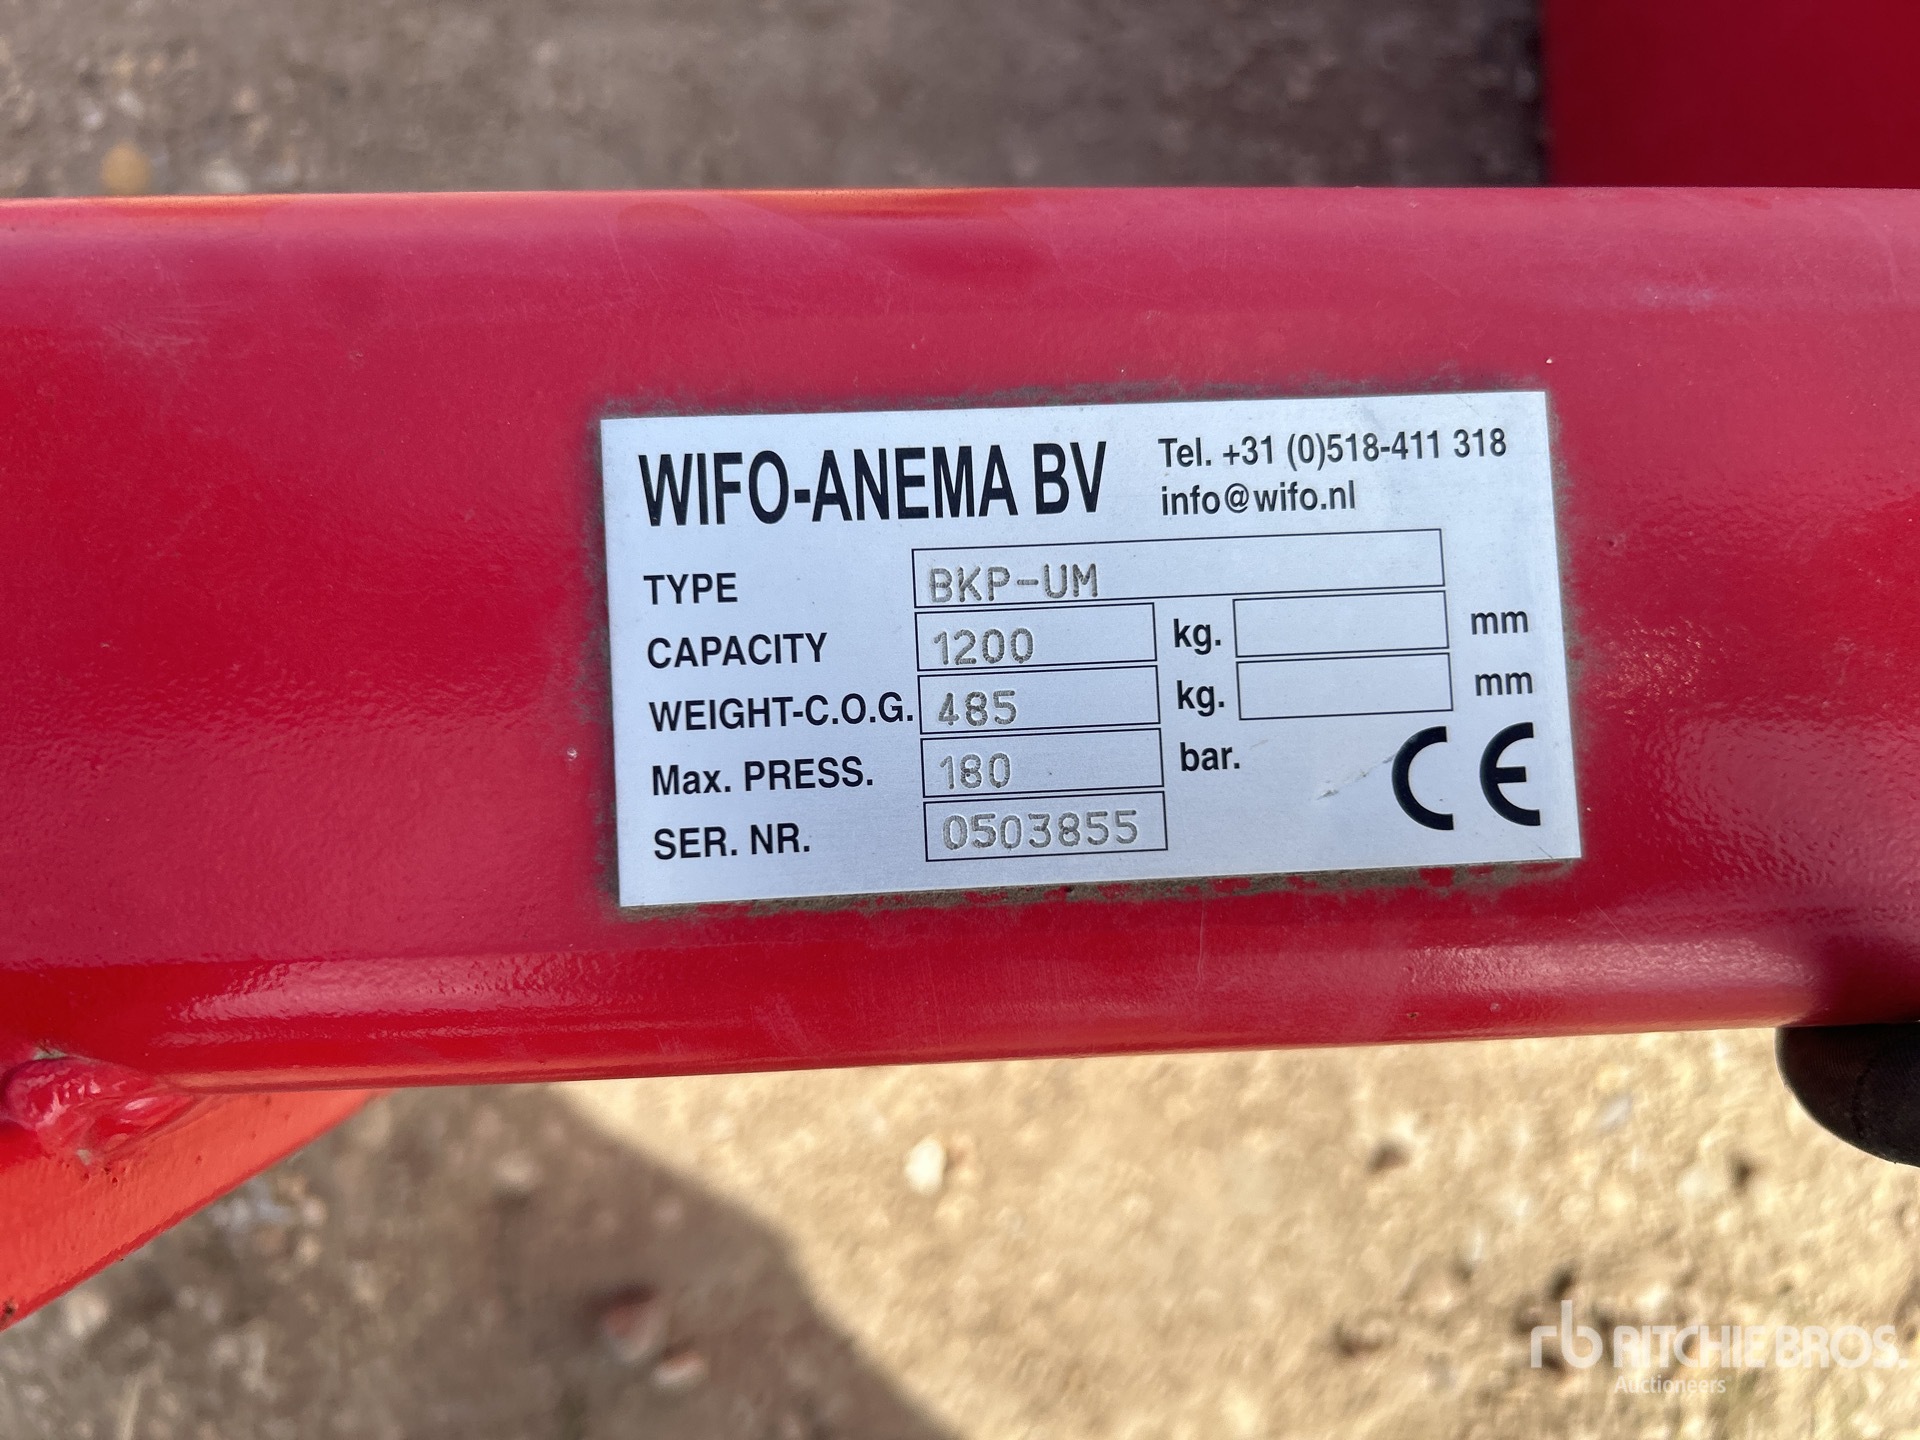 WIFO-ANEMA BV Tel. +31 (0)518-411 318
info@wifo.nl
TYPE BKP-UM
CAPACITY 1200 kg. mm
WEIGHT-C.O.G. 485 kg. mm
Max. PRESS. 180 bar.
SER. NR. 0503855
CE
rb RITCHIE BROS.
Auctioneers